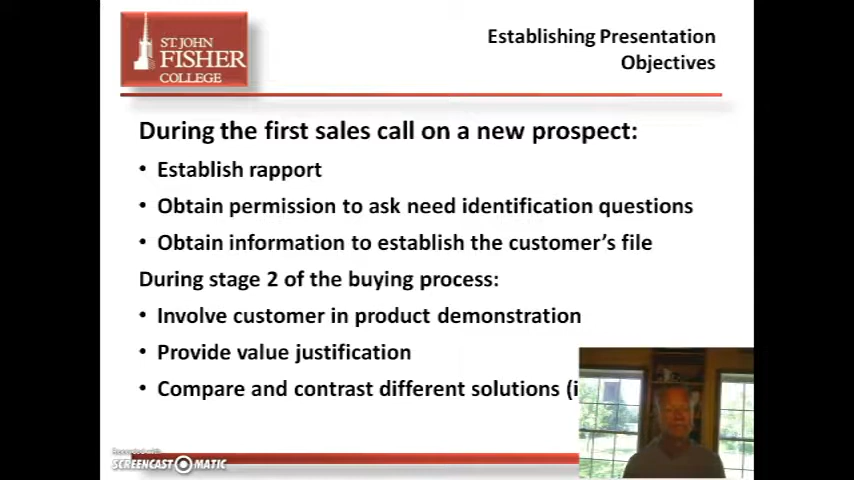 ST. JOHN
FISHER
COLLEGE
Establishing Presentation
Objectives
During the first sales call on a new prospect:
• Establish rapport
• Obtain permission to ask need identification questions
• Obtain information to establish the customer's file
During stage 2 of the buying process:
• Involve customer in product demonstration
• Provide value justification
• Compare and contrast different solutions (i
Recorded with
SCREENCAST-O-MATIC